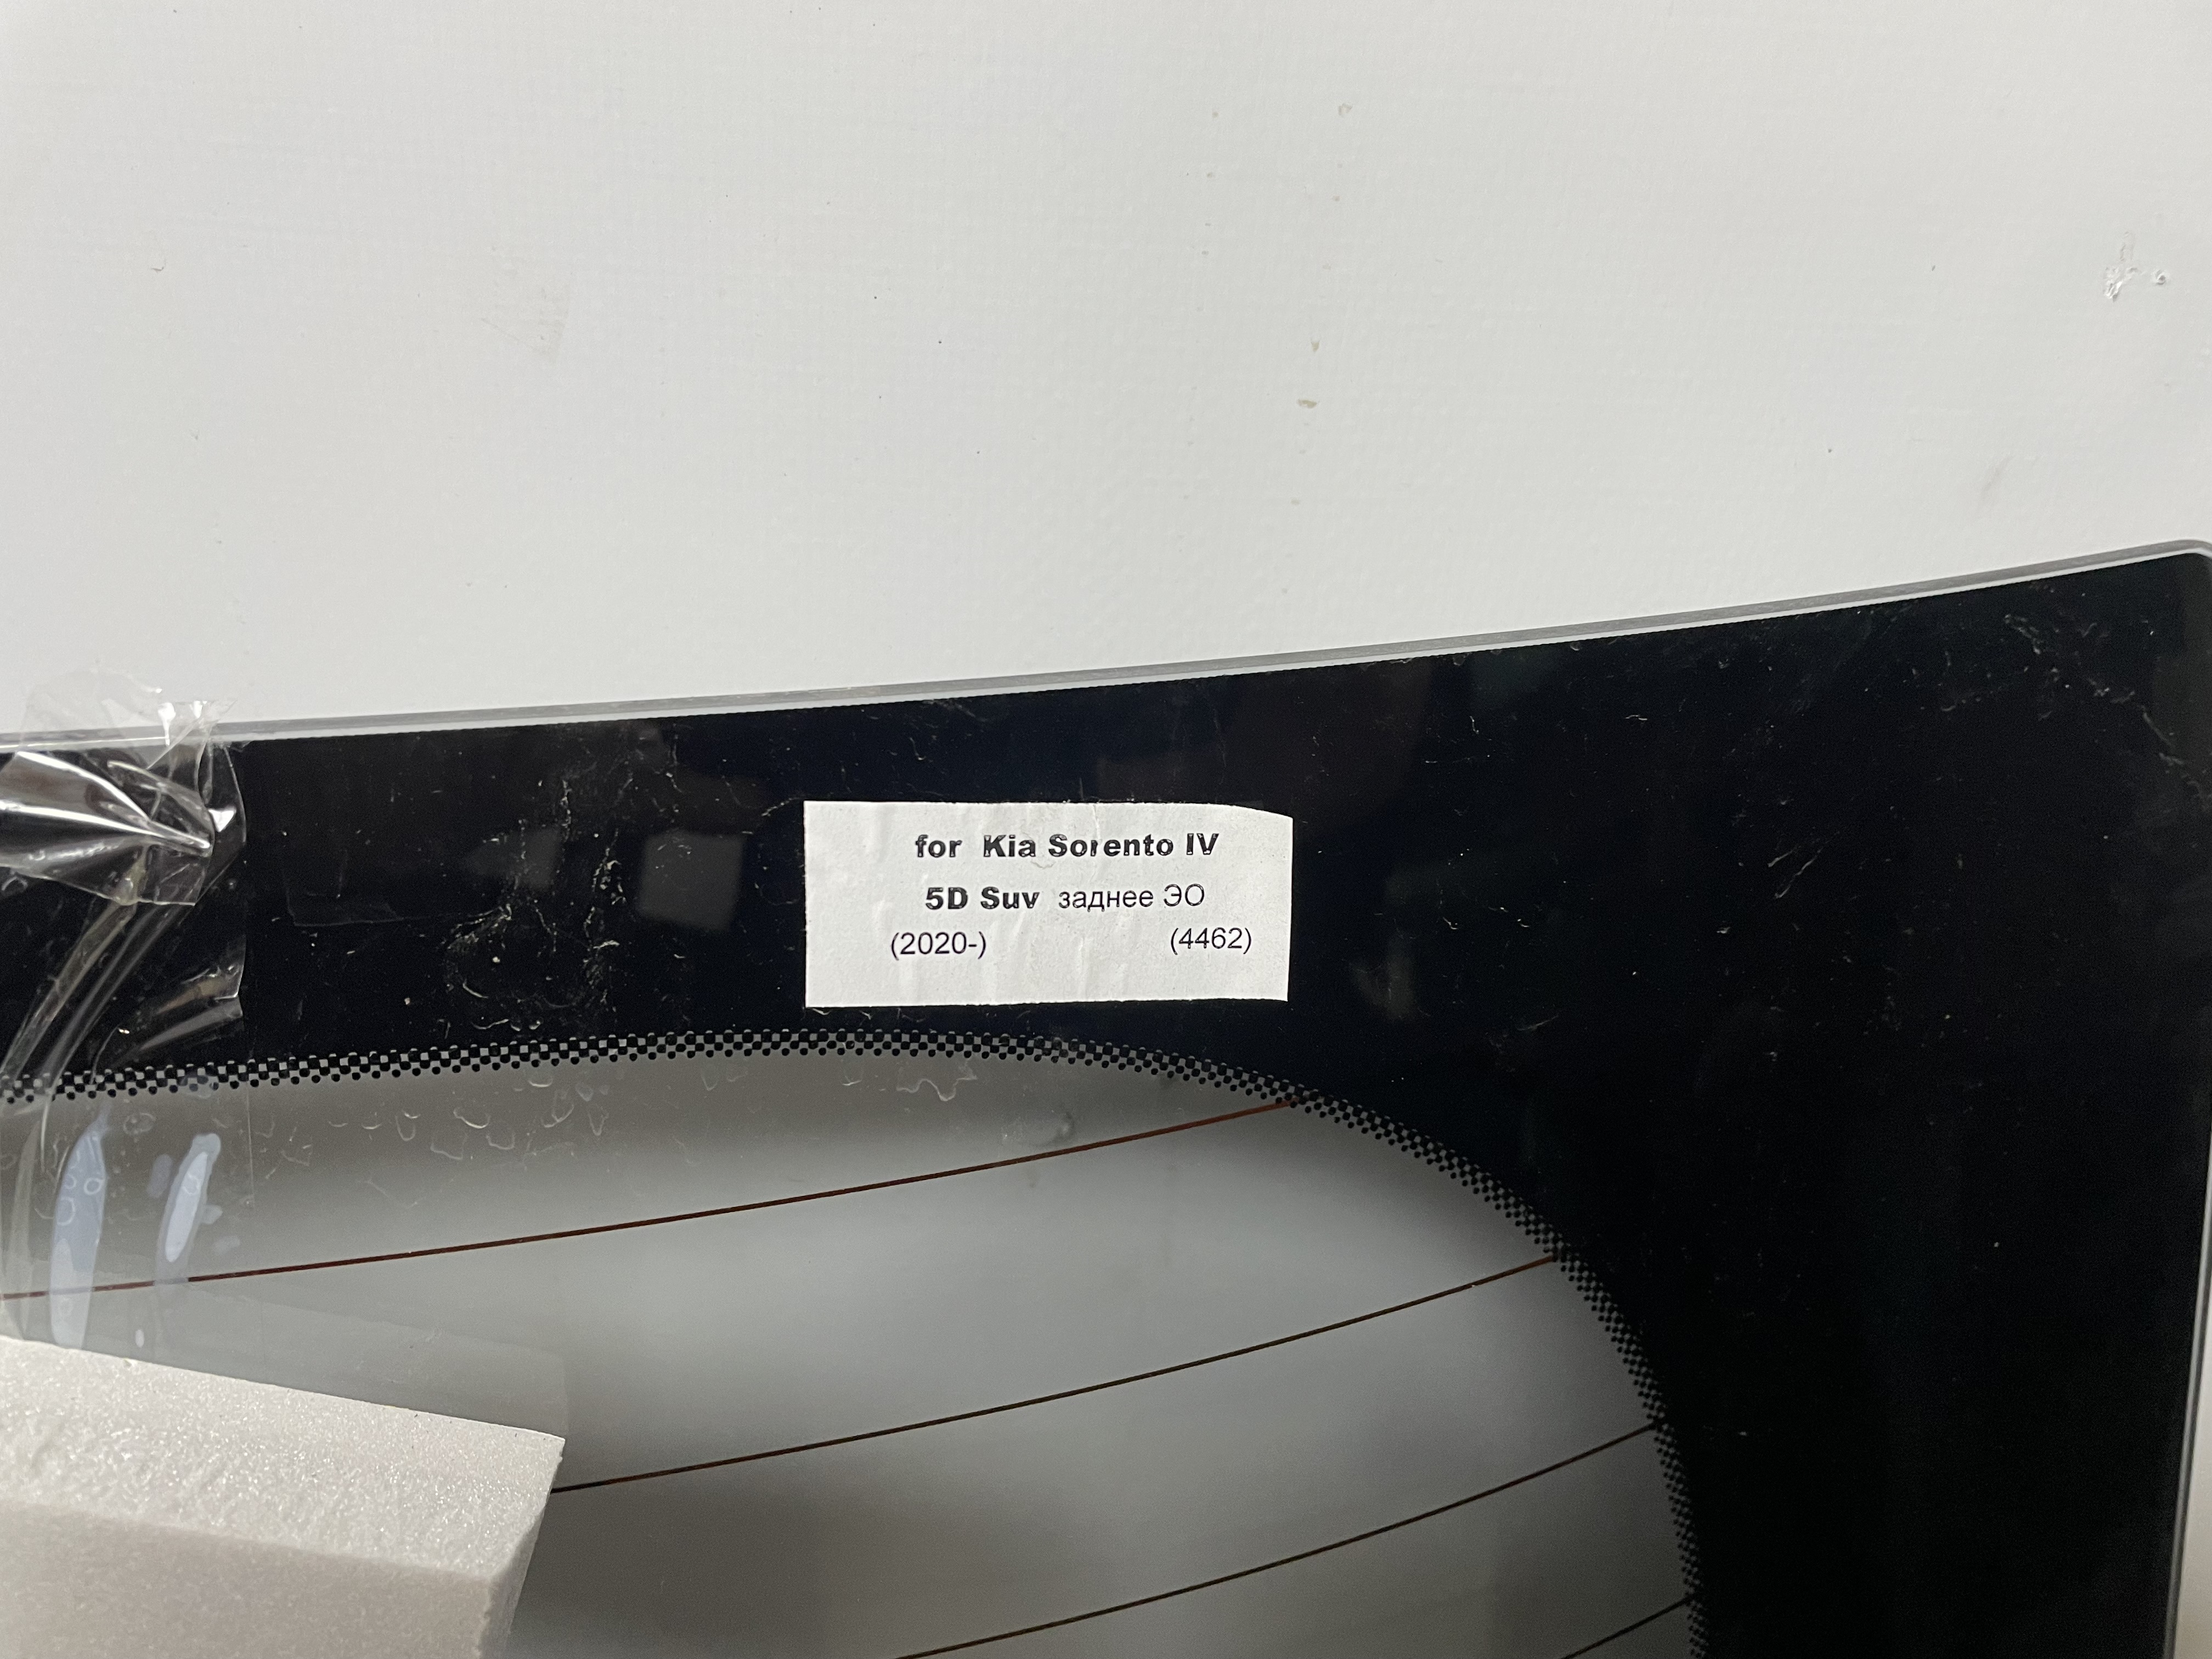 for Kia Sorento IV
5D Suv заднее ЭО
(2020-) (4462)